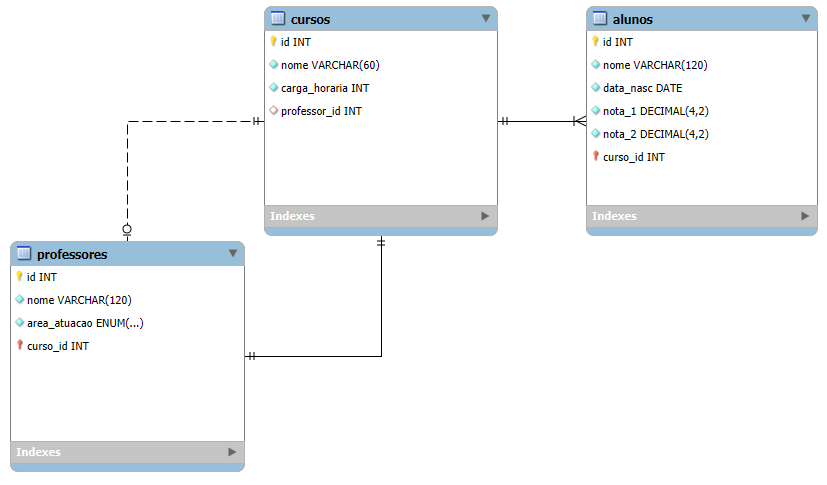 cursos
id INT
nome VARCHAR(60)
carga_horaria INT
professor_id INT
Indexes
alunos
id INT
nome VARCHAR(120)
data_nasc DATE
nota_1 DECIMAL(4,2)
nota_2 DECIMAL(4,2)
curso_id INT
Indexes
professores
id INT
nome VARCHAR(120)
area_atuacao ENUM(...)
curso_id INT
Indexes